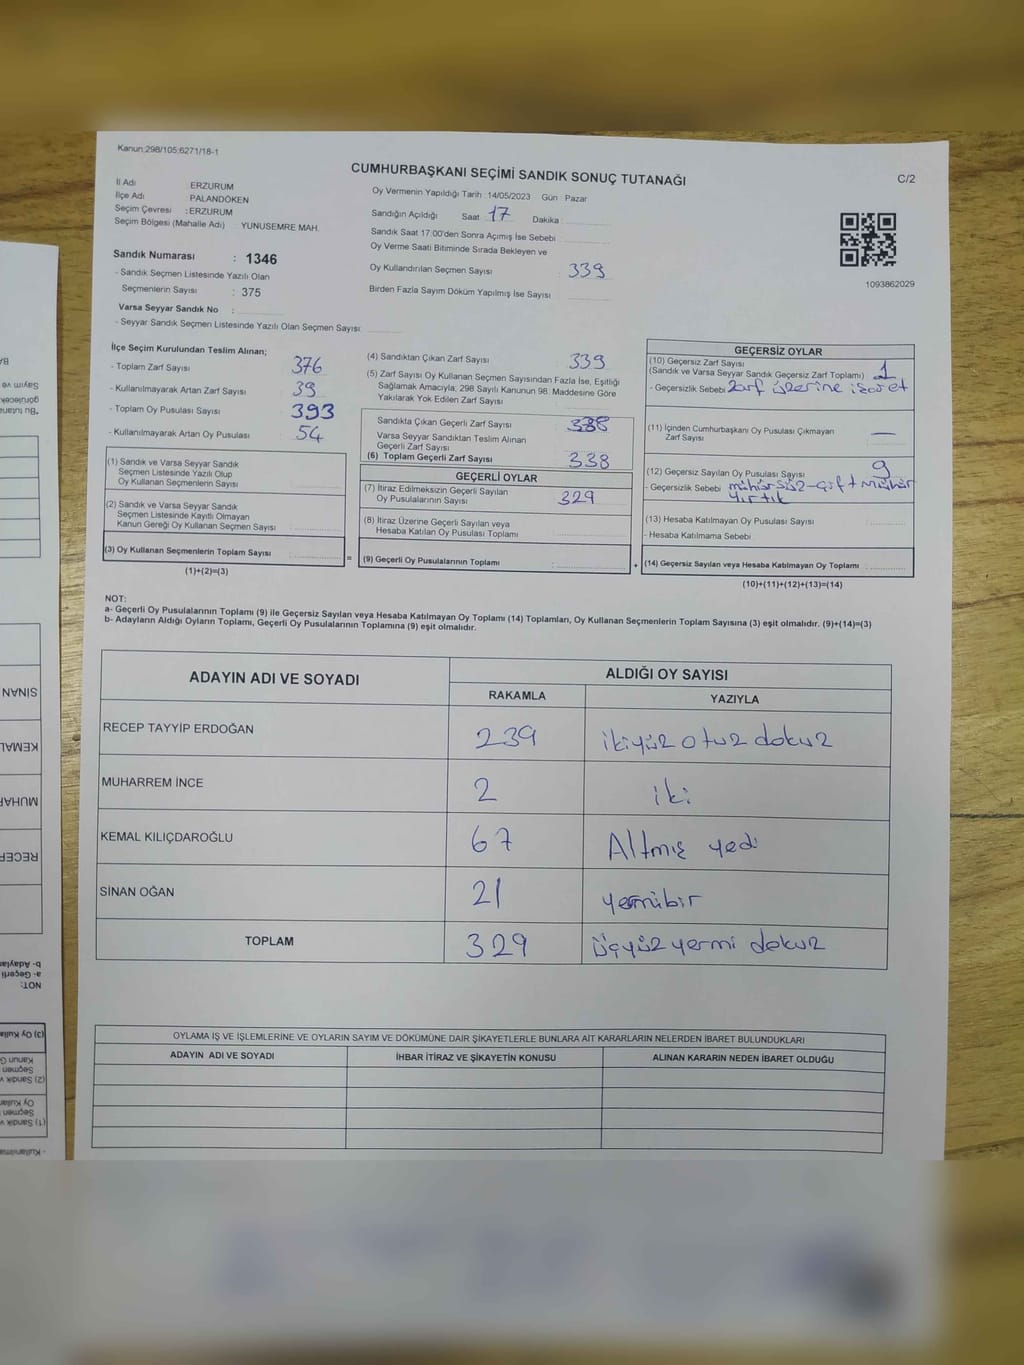 Kanun:298/105:6271/18-1
CUMHURBAŞKANI SEÇİMİ SANDIK SONUÇ TUTANAĞI
C/2
İl Adı : ERZURUM
İlçe Adı : PALANDÖKEN
Seçim Çevresi : ERZURUM
Seçim Bölgesi (Mahalle Adı) YUNUSEMRE MAH.
Sandık Numarası : 1346
- Sandık Seçmen Listesinde Yazılı Olan
Seçmenlerin Sayısı : 375
Varsa Seyyar Sandık No :
- Seyyar Sandık Seçmen Listesinde Yazılı Olan Seçmen Sayısı:
Oy Vermenin Yapıldığı Tarih : 14/05/2023 Gün : Pazar
Sandığın Açıldığı Saat 17 Dakika :
Sandık Saat 17:00'den Sonra Açımış İse Sebebi
Oy Verme Saati Bitiminde Sırada Bekleyen ve
Oy Kullandırılan Seçmen Sayısı : 339
Birden Fazla Sayım Döküm Yapılmış İse Sayısı
1093862029
İlçe Seçim Kurulundan Teslim Alınan;
- Toplam Zarf Sayısı : 376
- Kullanılmayarak Artan Zarf Sayısı : 39
- Toplam Oy Pusulası Sayısı 393
- Kullanılmayarak Artan Oy Pusulası : 54
(1) Sandık ve Varsa Seyyar Sandık
Seçmen Listesinde Yazılı Olup
Oy Kullanan Seçmenlerin Sayısı :
(2) Sandık ve Varsa Seyyar Sandık
Seçmen Listesinde Kayıtlı Olmayan
Kanun Gereği Oy Kullanan Seçmen Sayısı :
(3) Oy Kullanan Seçmenlerin Toplam Sayısı :
(1)+(2)=(3)
(4) Sandıktan Çıkan Zarf Sayısı : 339
(5) Zarf Sayısı Oy Kullanan Seçmen Sayısından Fazla İse, Eşitliği
Sağlamak Amacıyla; 298 Sayılı Kanunun 98. Maddesine Göre
Yakılarak Yok Edilen Zarf Sayısı
Sandıkta Çıkan Geçerli Zarf Sayısı : 338
Varsa Seyyar Sandıktan Teslim Alınan
Geçerli Zarf Sayısı :
(6) Toplam Geçerli Zarf Sayısı : 338
GEÇERLİ OYLAR
(7) İtiraz Edilmeksizin Geçerli Sayılan
Oy Pusulalarının Sayısı : 329
(8) İtiraz Üzerine Geçerli Sayılan veya
Hesaba Katılan Oy Pusulası Toplamı :
= (9) Geçerli Oy Pusulalarının Toplamı :
GEÇERSİZ OYLAR
(10) Geçersiz Zarf Sayısı
(Sandık ve Varsa Seyyar Sandık Geçersiz Zarf Toplamı) 1
- Geçersizlik Sebebi Zarf üzerine işaret
(11) İçinden Cumhurbaşkanı Oy Pusulası Çıkmayan
Zarf Sayısı : —
(12) Geçersiz Sayılan Oy Pusulası Sayısı : 9
- Geçersizlik Sebebi mühürsüz-çift mühür
yırtık
(13) Hesaba Katılmayan Oy Pusulası Sayısı :
- Hesaba Katılmama Sebebi
+ (14) Geçersiz Sayılan veya Hesaba Katılmayan Oy Toplamı :
(10)+(11)+(12)+(13)=(14)
NOT:
a- Geçerli Oy Pusulalarının Toplamı (9) ile Geçersiz Sayılan veya Hesaba Katılmayan Oy Toplamı (14) Toplamları, Oy Kullanan Seçmenlerin Toplam Sayısına (3) eşit olmalıdır. (9)+(14)=(3)
b- Adayların Aldığı Oyların Toplamı, Geçerli Oy Pusulalarının Toplamına (9) eşit olmalıdır.
ADAYIN ADI VE SOYADI
ALDIĞI OY SAYISI
RAKAMLA YAZIYLA
RECEP TAYYİP ERDOĞAN 239 ikiyüz otuz dokuz
MUHARREM İNCE 2 iki
KEMAL KILIÇDAROĞLU 67 Altmış yedi
SİNAN OĞAN 21 yermibir
TOPLAM 329 üçyüz yermi dokuz
OYLAMA İŞ VE İŞLEMLERİNE VE OYLARIN SAYIM VE DÖKÜMÜNE DAİR ŞİKAYETLERLE BUNLARA AİT KARARLARIN NELERDEN İBARET BULUNDUKLARI
ADAYIN ADI VE SOYADI İHBAR İTİRAZ VE ŞİKAYETİN KONUSU ALINAN KARARIN NEDEN İBARET OLDUĞU
SİNAN
KEMAL
MUHAR
RECEP
b- Adayla
a- Geçerli
NOT:
(3) Oy Kulla